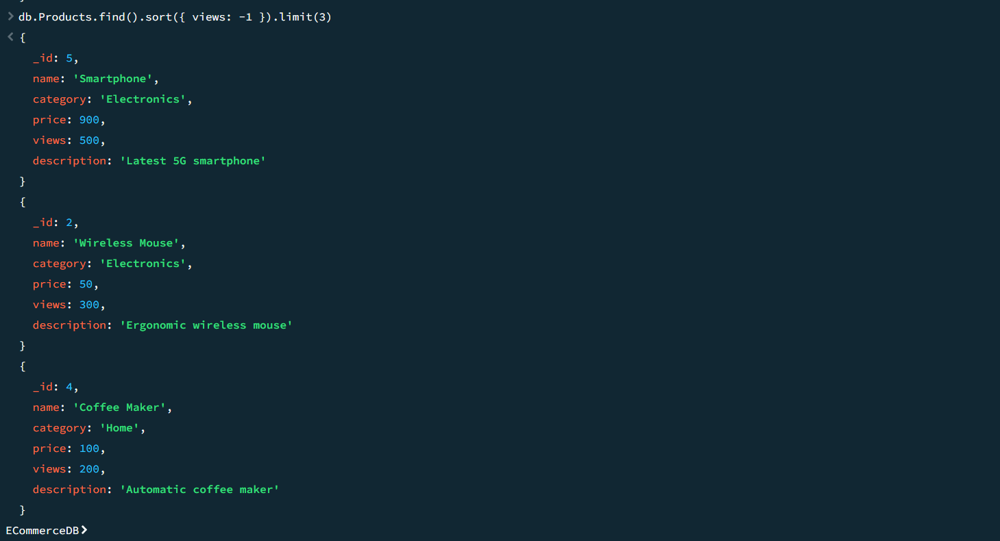 > db.Products.find().sort({ views: -1 }).limit(3)
< {
_id: 5,
name: 'Smartphone',
category: 'Electronics',
price: 900,
views: 500,
description: 'Latest 5G smartphone'
}
{
_id: 2,
name: 'Wireless Mouse',
category: 'Electronics',
price: 50,
views: 300,
description: 'Ergonomic wireless mouse'
}
{
_id: 4,
name: 'Coffee Maker',
category: 'Home',
price: 100,
views: 200,
description: 'Automatic coffee maker'
}
ECommerceDB>